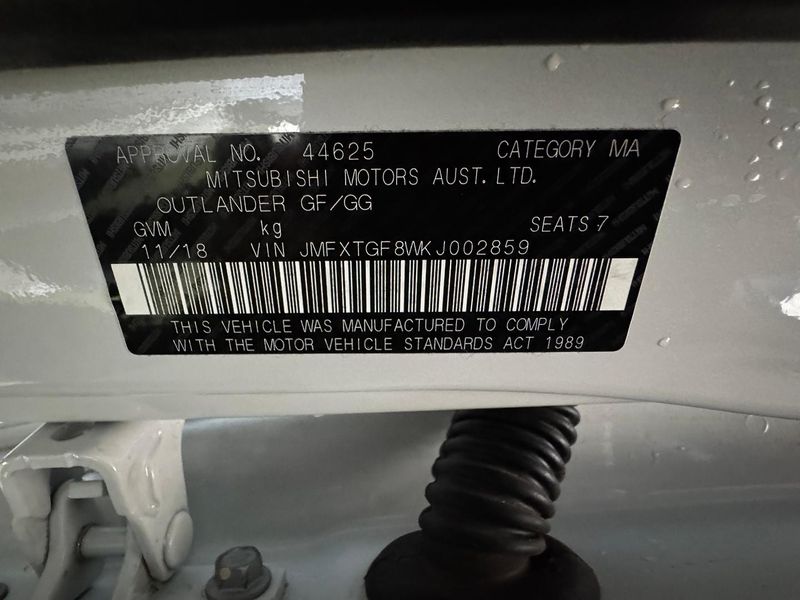 APPROVAL NO. 44625 CATEGORY MA
MITSUBISHI MOTORS AUST.LTD.
OUTLANDER GF/GG
GVM kg SEATS 7
11/18 VIN JMFXTGF8WKJ002859
THIS VEHICLE WAS MANUFACTURED TO COMPLY
WITH THE MOTOR VEHICLE STANDARDS ACT 1989